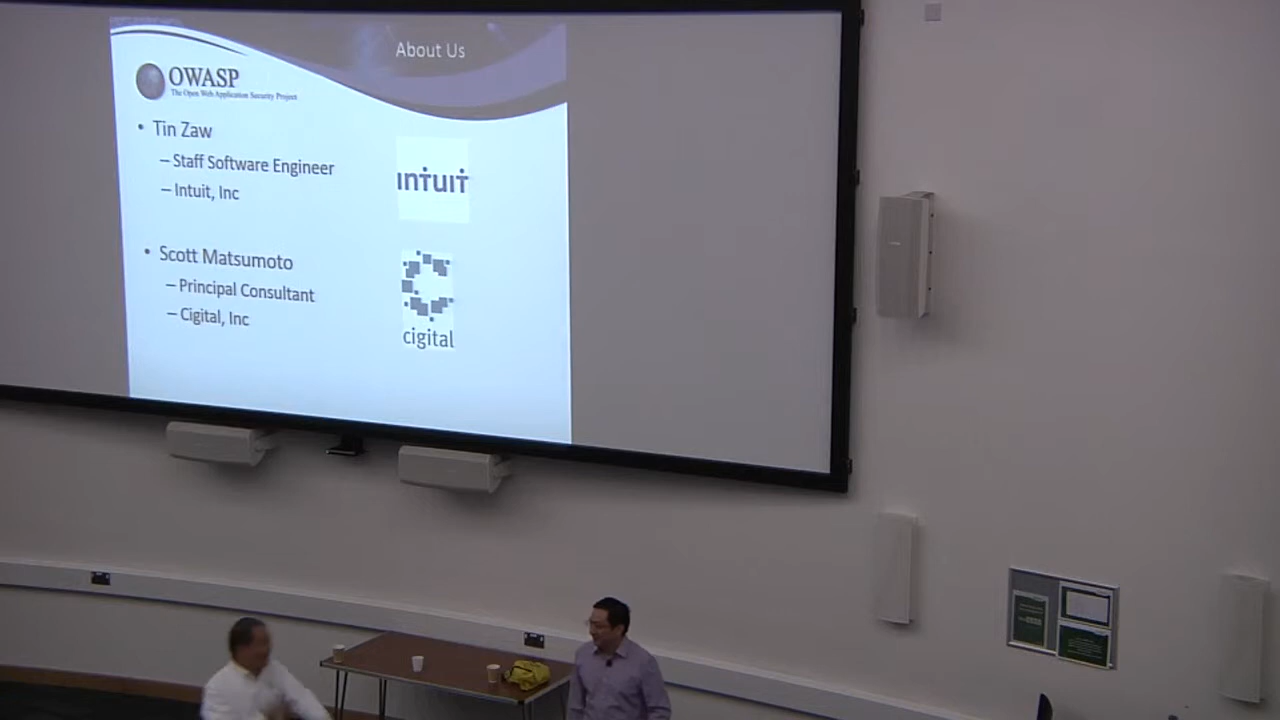 About Us
OWASP
The Open Web Application Security Project
• Tin Zaw
– Staff Software Engineer
– Intuit, Inc
intuit
• Scott Matsumoto
– Principal Consultant
– Cigital, Inc
cigital